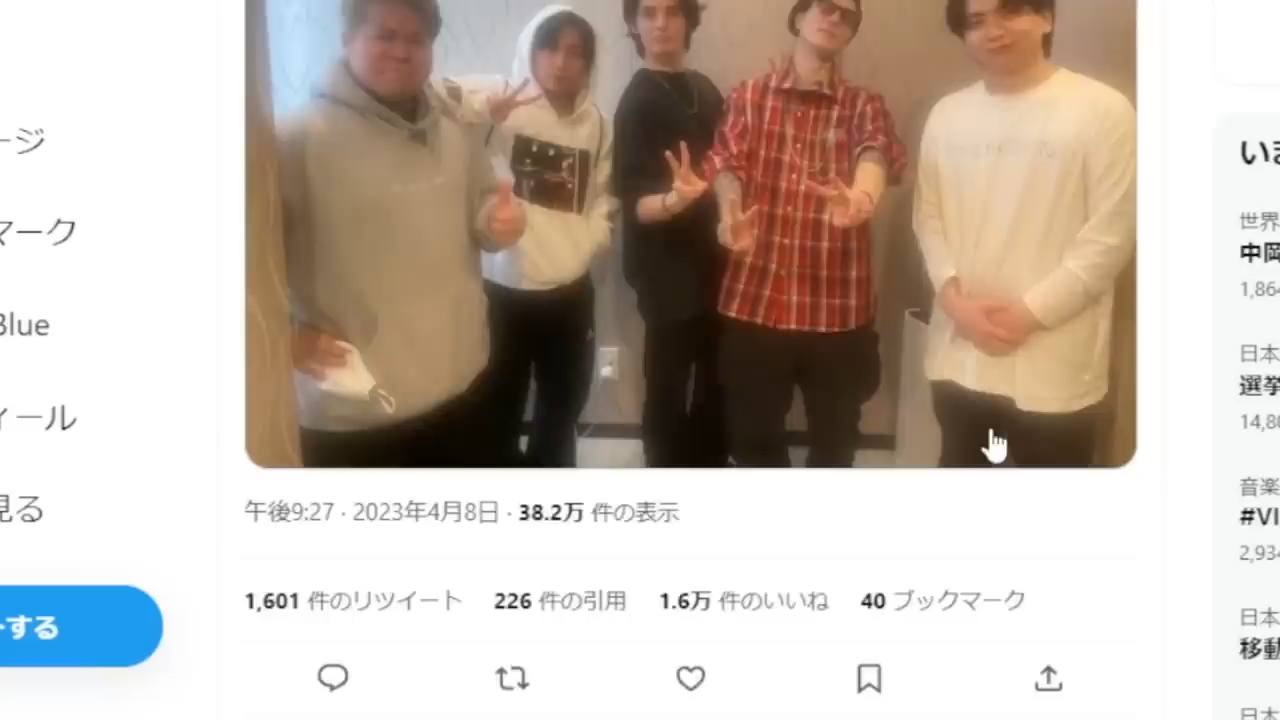 ージ
マーク
Blue
ィール
見る
する
午後9:27 · 2023年4月8日 · 38.2万 件の表示
1,601 件のリツイート 226 件の引用 1.6万 件のいいね 40 ブックマーク
いま
世界
中岡
1,864
日本
選挙
14,80
音楽
#VI
2,934
日本
移動
日本